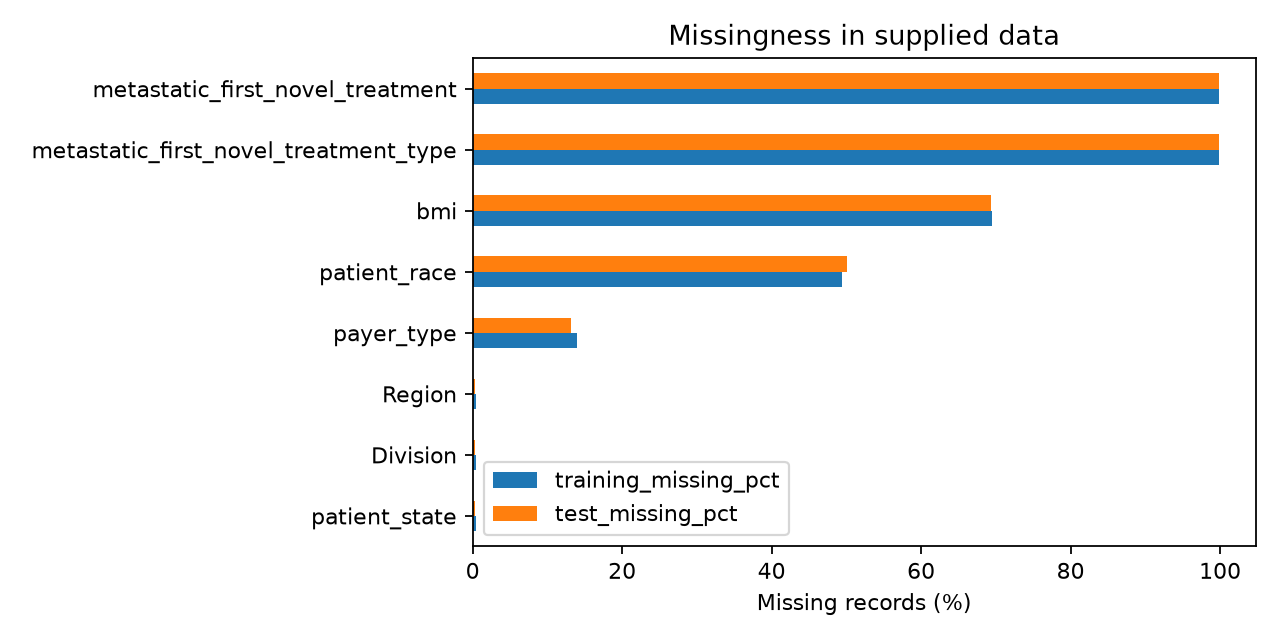 Missingness in supplied data
metastatic_first_novel_treatment
metastatic_first_novel_treatment_type
bmi
patient_race
payer_type
Region
Division
patient_state
training_missing_pct
test_missing_pct
0 20 40 60 80 100
Missing records (%)